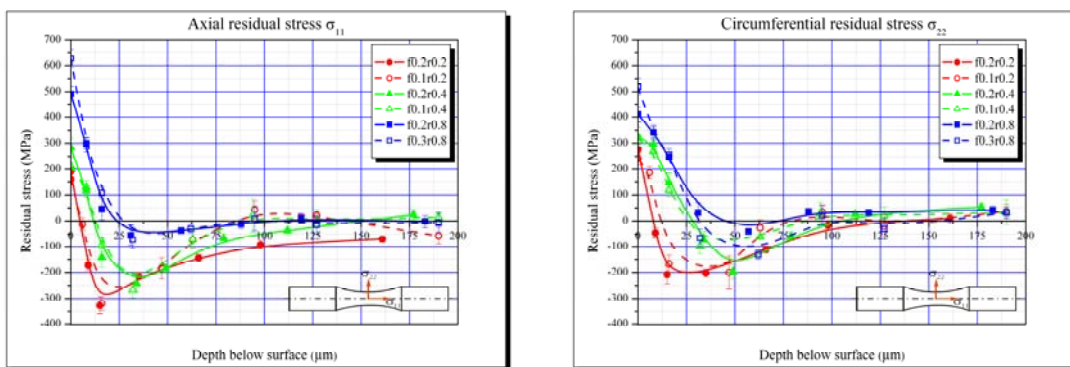 Axial residual stress σ11
700
600
500
400
300
200
100
0
-100
-200
-300
-400
Residual stress (MPa)
0 25 50 75 100 125 150 175 200
Depth below surface (μm)
f0.2r0.2
f0.1r0.2
f0.2r0.4
f0.1r0.4
f0.2r0.8
f0.3r0.8
σ22
σ11
Circumferential residual stress σ22
700
600
500
400
300
200
100
0
-100
-200
-300
-400
Residual stress (MPa)
0 25 50 75 100 125 150 175 200
Depth below surface (μm)
f0.2r0.2
f0.1r0.2
f0.2r0.4
f0.1r0.4
f0.2r0.8
f0.3r0.8
σ22
σ11